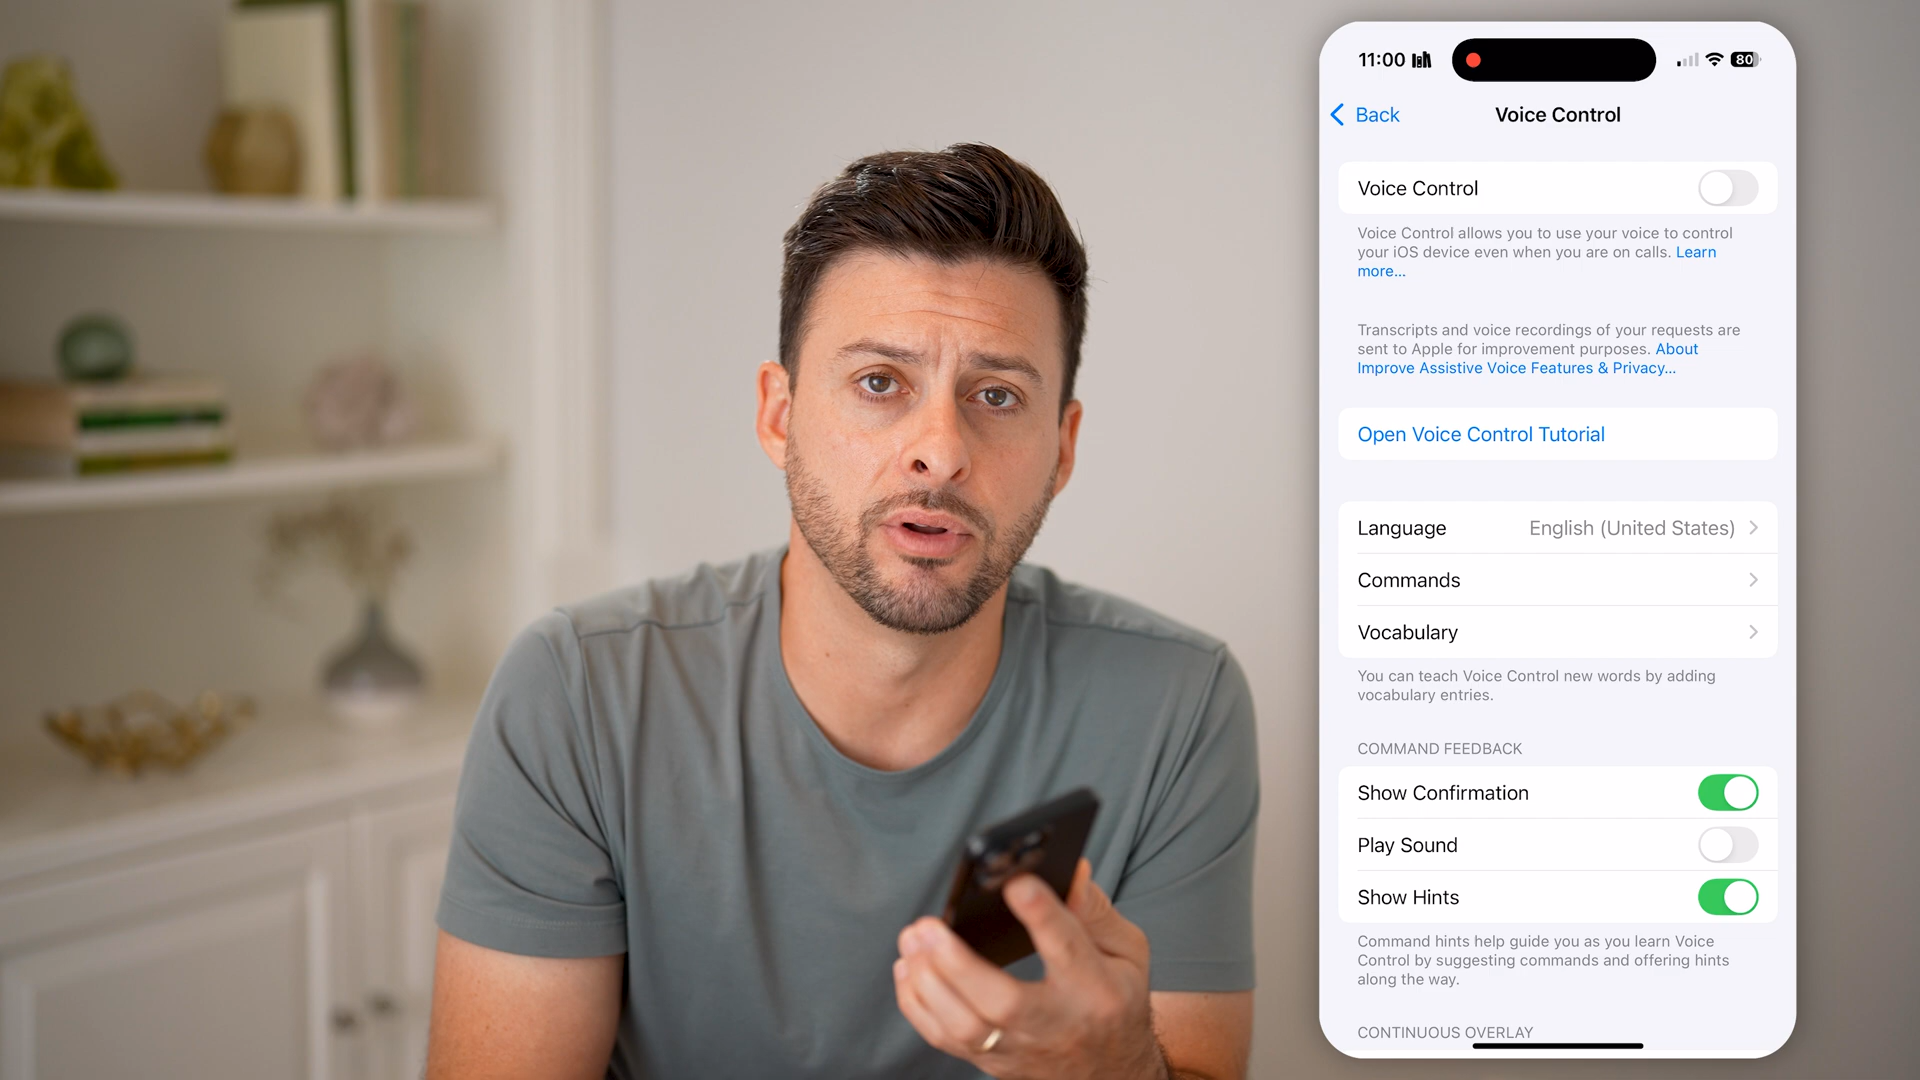 11:00
80
Back
Voice Control
Voice Control
Voice Control allows you to use your voice to control
your iOS device even when you are on calls. Learn
more...
Transcripts and voice recordings of your requests are
sent to Apple for improvement purposes. About
Improve Assistive Voice Features & Privacy...
Open Voice Control Tutorial
Language English (United States)
Commands
Vocabulary
You can teach Voice Control new words by adding
vocabulary entries.
COMMAND FEEDBACK
Show Confirmation
Play Sound
Show Hints
Command hints help guide you as you learn Voice
Control by suggesting commands and offering hints
along the way.
CONTINUOUS OVERLAY